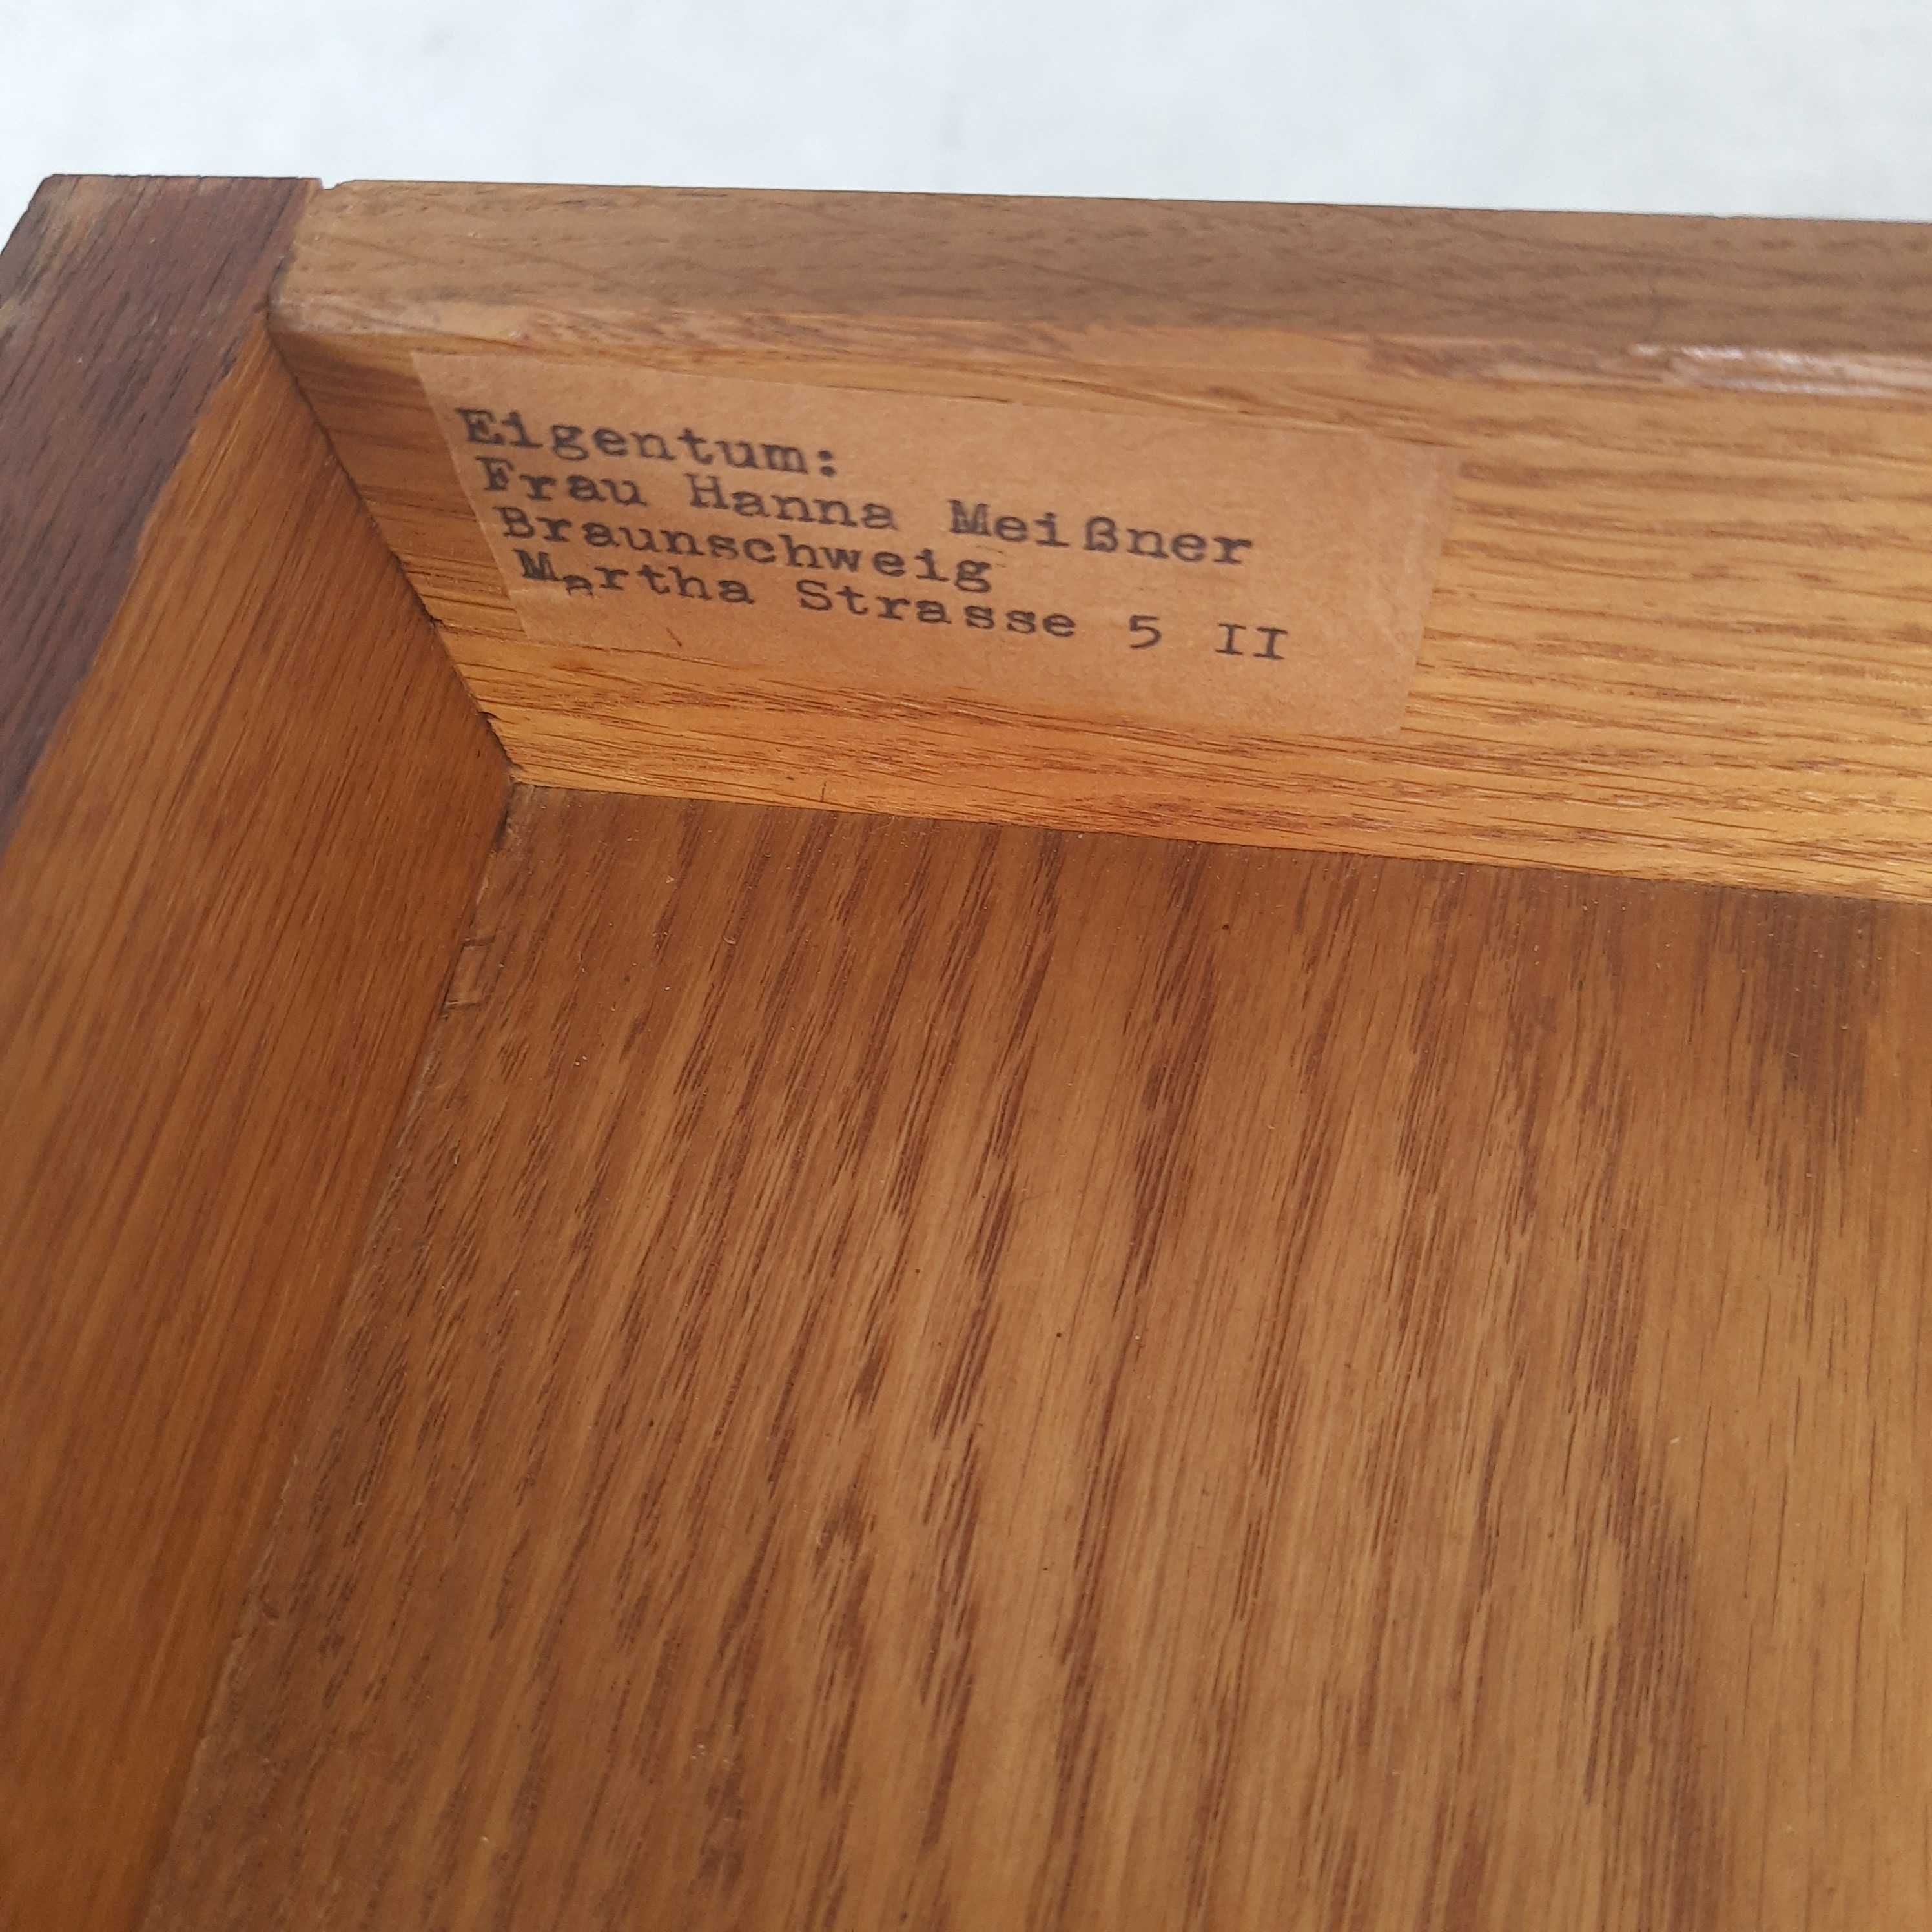 Eigentum:
Frau Hanna Meißner
Braunschweig
Martha Strasse 5 II